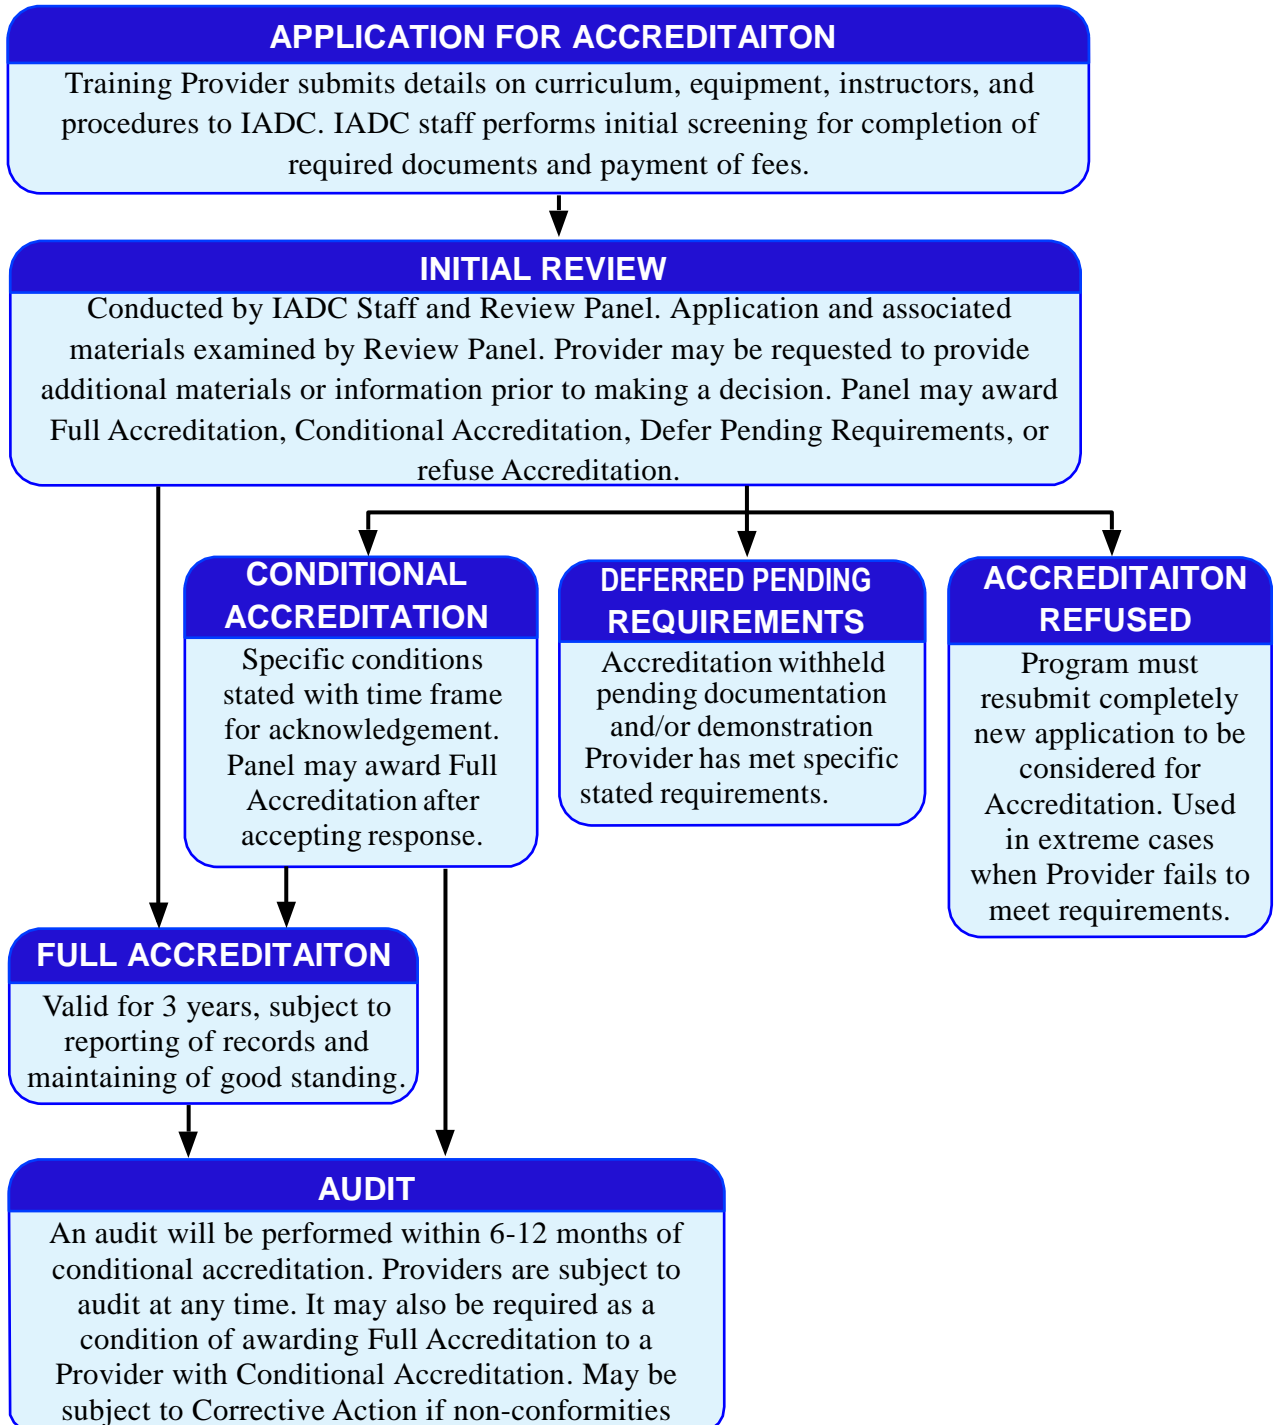 APPLICATION FOR ACCREDITAITON
Training Provider submits details on curriculum, equipment, instructors, and
procedures to IADC. IADC staff performs initial screening for completion of
required documents and payment of fees.
INITIAL REVIEW
Conducted by IADC Staff and Review Panel. Application and associated
materials examined by Review Panel. Provider may be requested to provide
additional materials or information prior to making a decision. Panel may award
Full Accreditation, Conditional Accreditation, Defer Pending Requirements, or
refuse Accreditation.
CONDITIONAL
ACCREDITATION
Specific conditions
stated with time frame
for acknowledgement.
Panel may award Full
Accreditation after
accepting response.
DEFERRED PENDING
REQUIREMENTS
Accreditation withheld
pending documentation
and/or demonstration
Provider has met specific
stated requirements.
ACCREDITAITON
REFUSED
Program must
resubmit completely
new application to be
considered for
Accreditation. Used
in extreme cases
when Provider fails to
meet requirements.
FULL ACCREDITAITON
Valid for 3 years, subject to
reporting of records and
maintaining of good standing.
AUDIT
An audit will be performed within 6-12 months of
conditional accreditation. Providers are subject to
audit at any time. It may also be required as a
condition of awarding Full Accreditation to a
Provider with Conditional Accreditation. May be
subject to Corrective Action if non-conformities